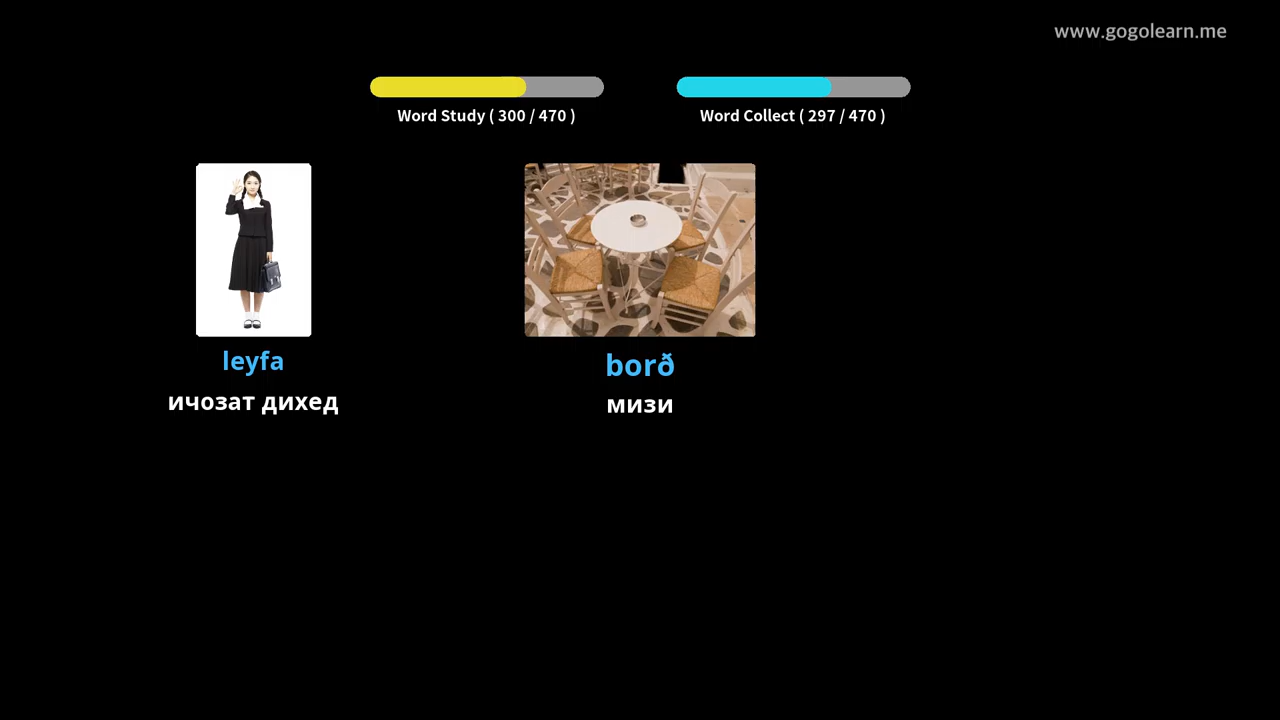 www.gogolearn.me
Word Study ( 300 / 470 )
Word Collect ( 297 / 470 )
leyfa
ичозат дихед
borð
мизи